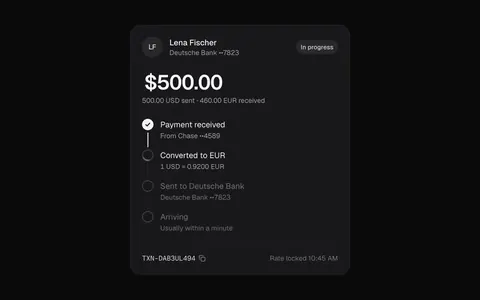 LF
Lena Fischer
Deutsche Bank ··7823
In progress
$500.00
500.00 USD sent · 460.00 EUR received
Payment received
From Chase ··4589
Converted to EUR
1 USD = 0.9200 EUR
Sent to Deutsche Bank
Deutsche Bank ··7823
Arriving
Usually within a minute
TXN-DAB3UL494
Rate locked 10:45 AM